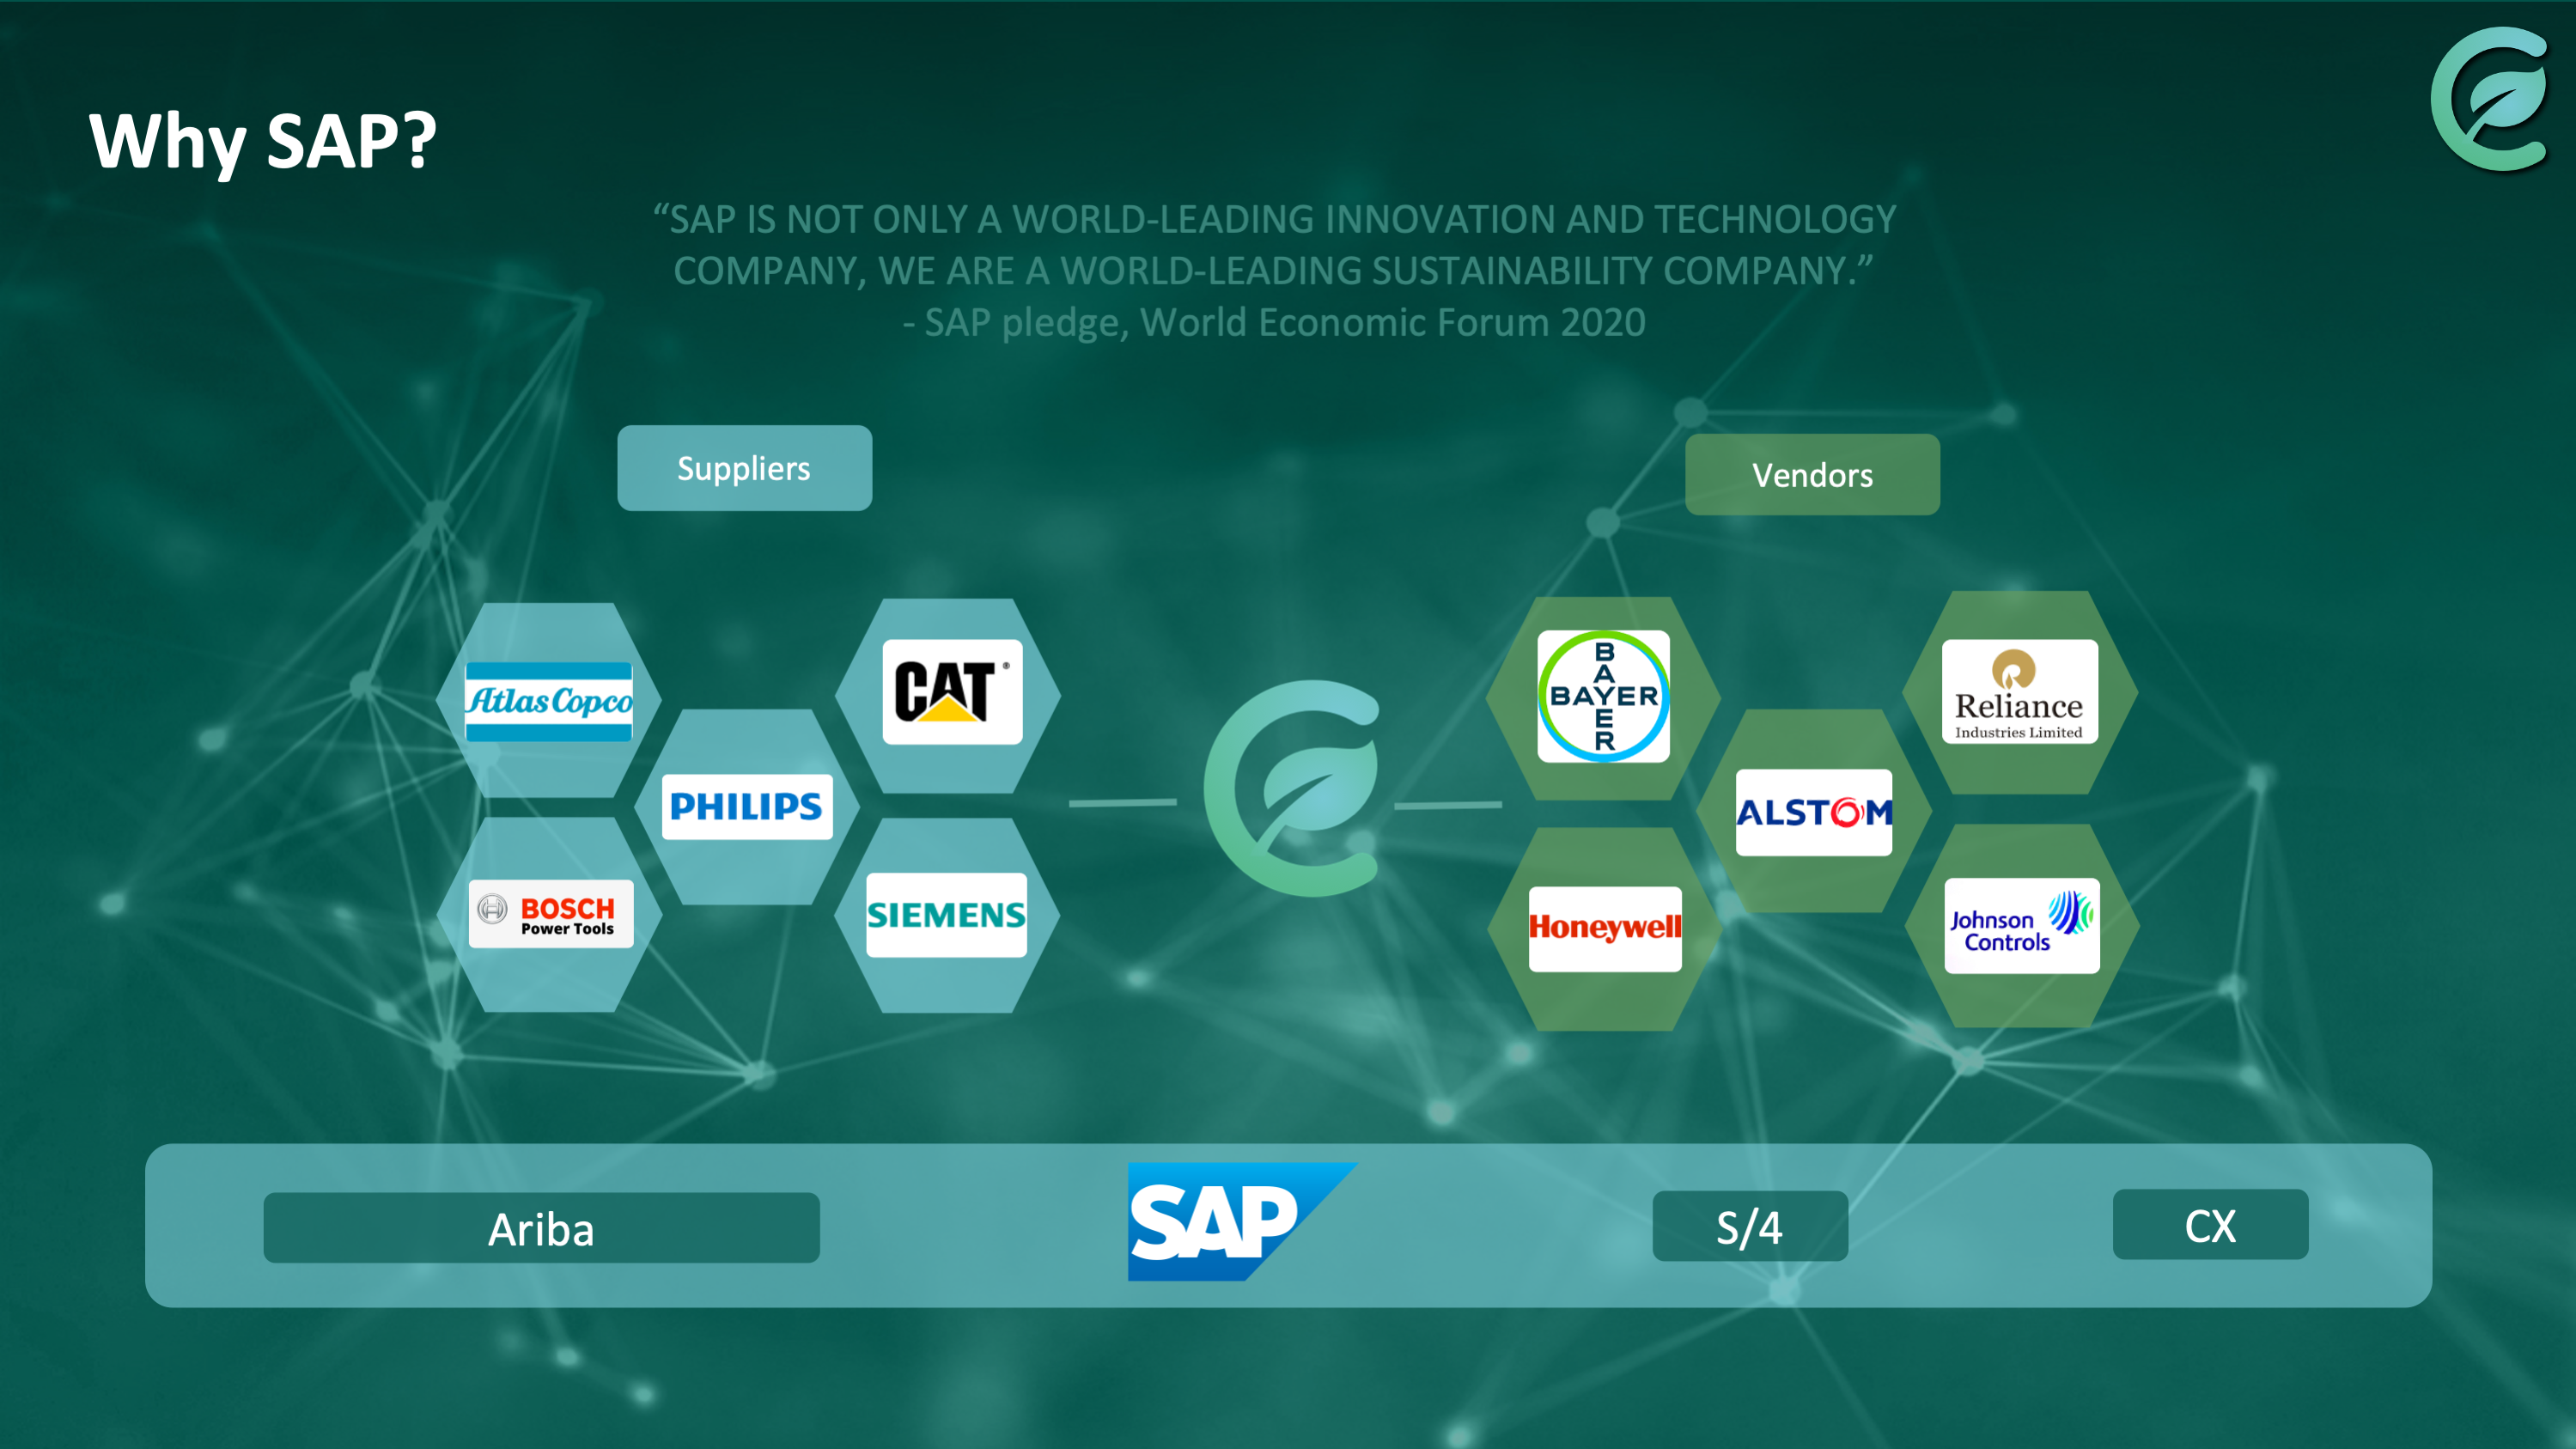 Why SAP?
“SAP IS NOT ONLY A WORLD-LEADING INNOVATION AND TECHNOLOGY
COMPANY, WE ARE A WORLD-LEADING SUSTAINABILITY COMPANY.”
- SAP pledge, World Economic Forum 2020
Suppliers
Vendors
Atlas Copco
CAT®
PHILIPS
BOSCH
Power Tools
SIEMENS
BAYER
BAYER
Reliance
Industries Limited
ALSTOM
Honeywell
Johnson
Controls
Ariba
SAP
S/4
CX